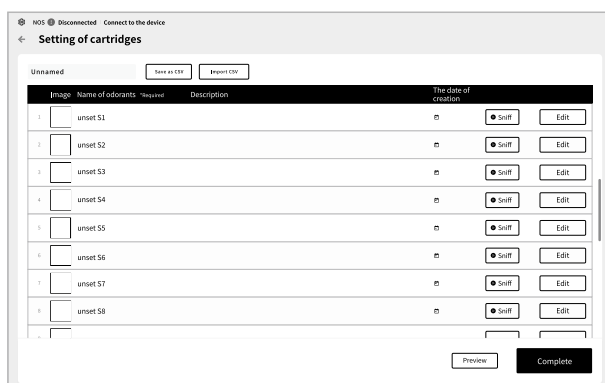 NOS Disconnected Connect to the device
← Setting of cartridges
Unnamed Save as CSV Import CSV
Image Name of odorants *Required Description The date of creation
1 unset S1 Sniff Edit
2 unset S2 Sniff Edit
3 unset S3 Sniff Edit
4 unset S4 Sniff Edit
5 unset S5 Sniff Edit
6 unset S6 Sniff Edit
7 unset S7 Sniff Edit
8 unset S8 Sniff Edit
Preview Complete